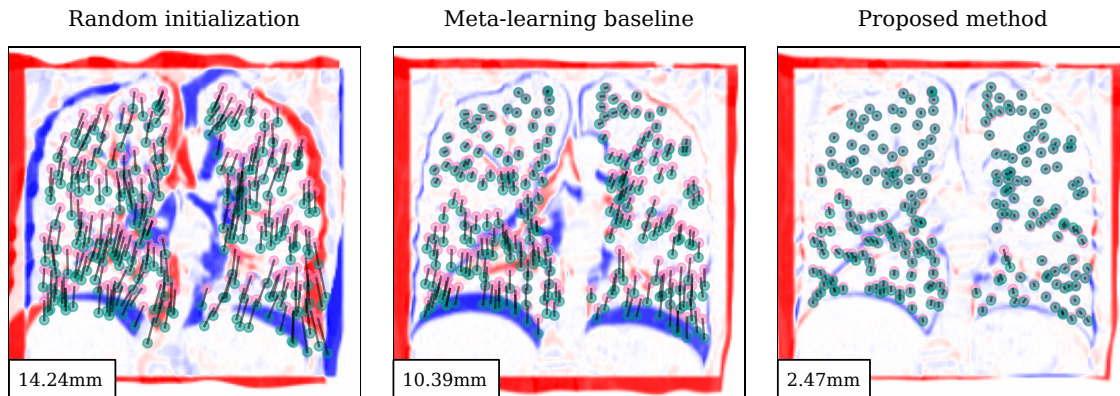 Random initialization
Meta-learning baseline
Proposed method
14.24mm
10.39mm
2.47mm